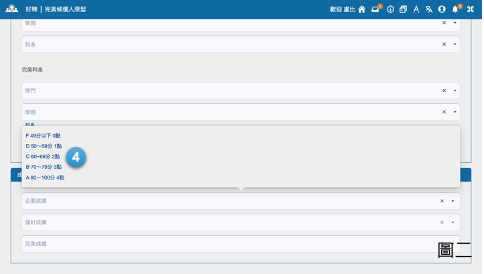 好聘 | 完美候選人原型 歡迎 盧比
學類
科系
完美科系
學門
學類
科系
F 49分以下 0點
D 50～59分 1點
C 60~69分 2點
B 70～79分 3點
A 80～100分 4點
4
必要成績
偏好成績
完美成績
圖二